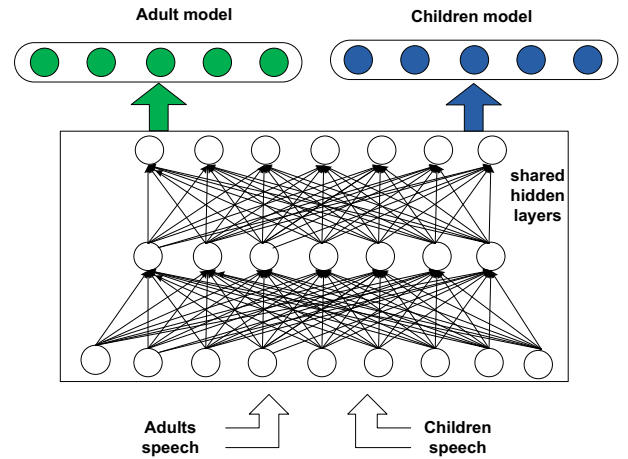 Adult model
Children model
shared
hidden
layers
Adults
speech
Children
speech